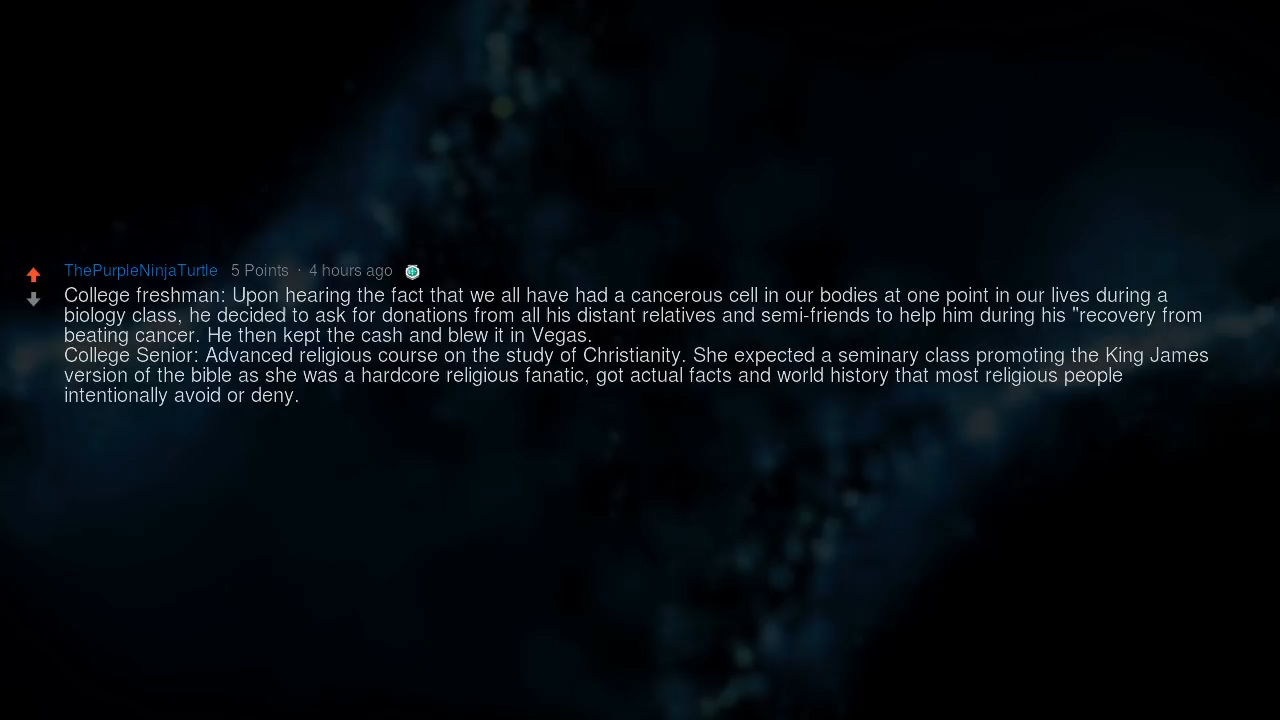 ThePurpleNinjaTurtle 5 Points · 4 hours ago
College freshman: Upon hearing the fact that we all have had a cancerous cell in our bodies at one point in our lives during a
biology class, he decided to ask for donations from all his distant relatives and semi-friends to help him during his "recovery from
beating cancer. He then kept the cash and blew it in Vegas.
College Senior: Advanced religious course on the study of Christianity. She expected a seminary class promoting the King James
version of the bible as she was a hardcore religious fanatic, got actual facts and world history that most religious people
intentionally avoid or deny.